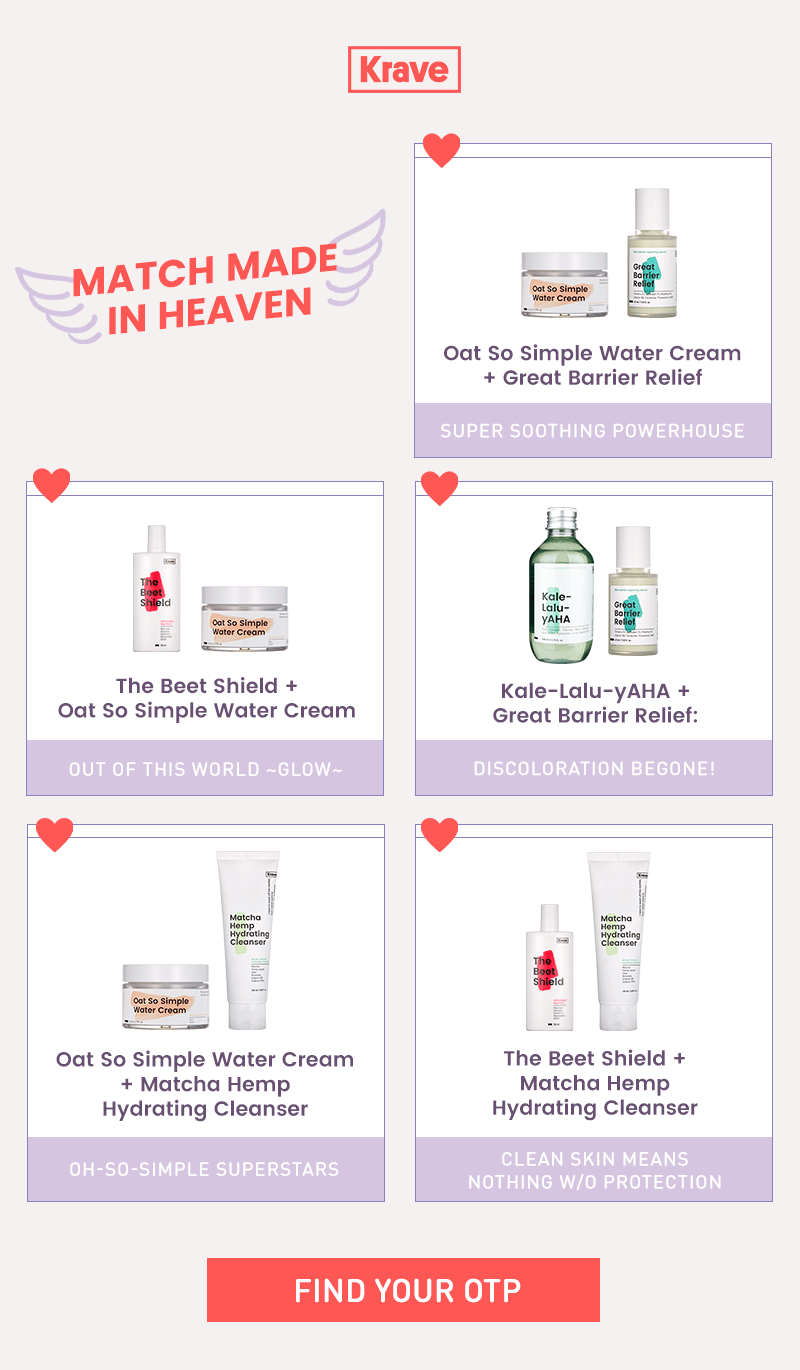 Krave
MATCH MADE
IN HEAVEN
Oat So Simple
Water Cream
Great
Barrier
Relief
Oat So Simple Water Cream
+ Great Barrier Relief
SUPER SOOTHING POWERHOUSE
Krave
The
Beet
Shield
Oat So Simple
Water Cream
The Beet Shield +
Oat So Simple Water Cream
OUT OF THIS WORLD ~GLOW~
Kale-
Lalu-
yAHA
Great
Barrier
Relief
Kale-Lalu-yAHA +
Great Barrier Relief:
DISCOLORATION BEGONE!
Oat So Simple
Water Cream
Krave
Matcha
Hemp
Hydrating
Cleanser
Oat So Simple Water Cream
+ Matcha Hemp
Hydrating Cleanser
OH-SO-SIMPLE SUPERSTARS
Krave
The
Beet
Shield
Krave
Matcha
Hemp
Hydrating
Cleanser
The Beet Shield +
Matcha Hemp
Hydrating Cleanser
CLEAN SKIN MEANS
NOTHING W/O PROTECTION
FIND YOUR OTP